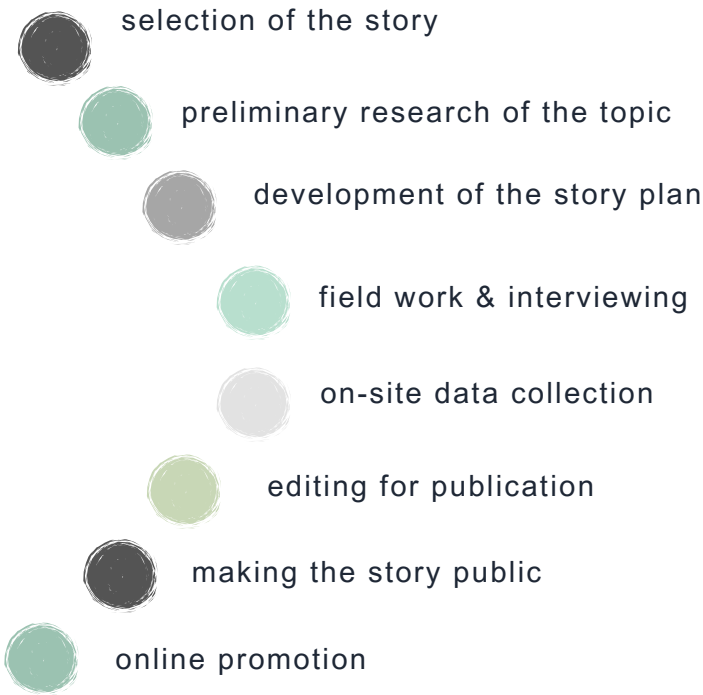 selection of the story
preliminary research of the topic
development of the story plan
field work & interviewing
on-site data collection
editing for publication
making the story public
online promotion